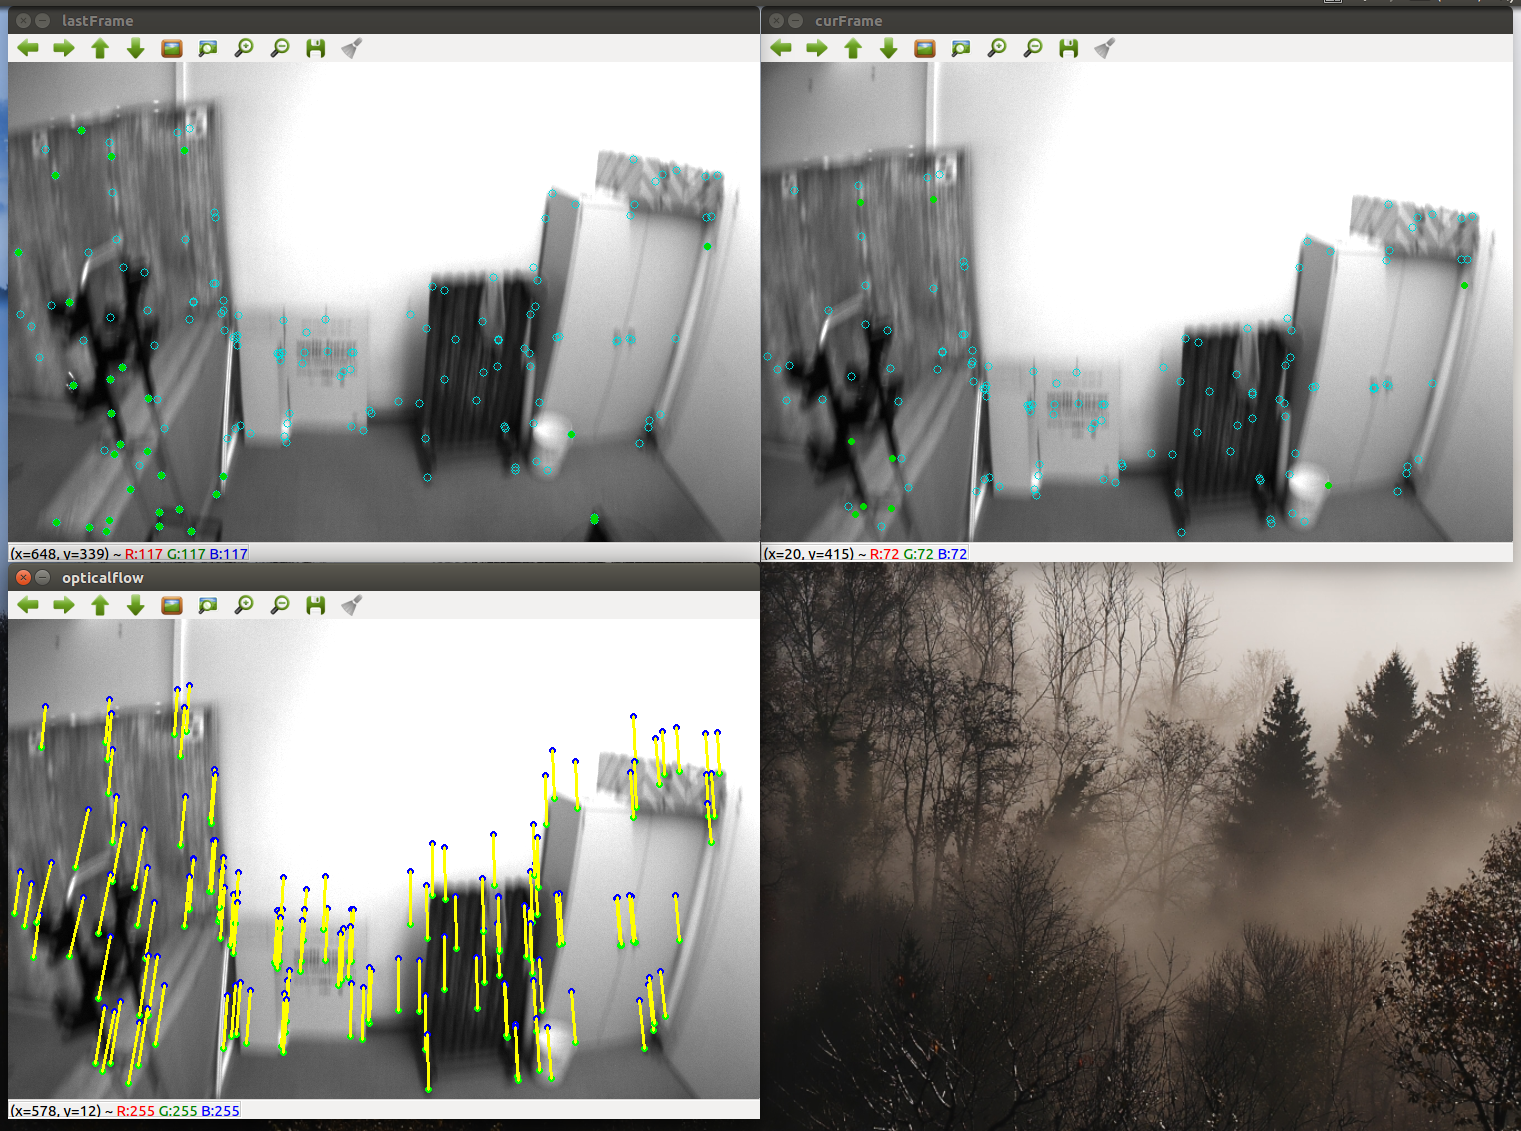 lastFrame
curFrame
(x=648, y=339) ~ R:117 G:117 B:117
(x=20, y=415) ~ R:72 G:72 B:72
opticalflow
(x=578, y=12) ~ R:255 G:255 B:255